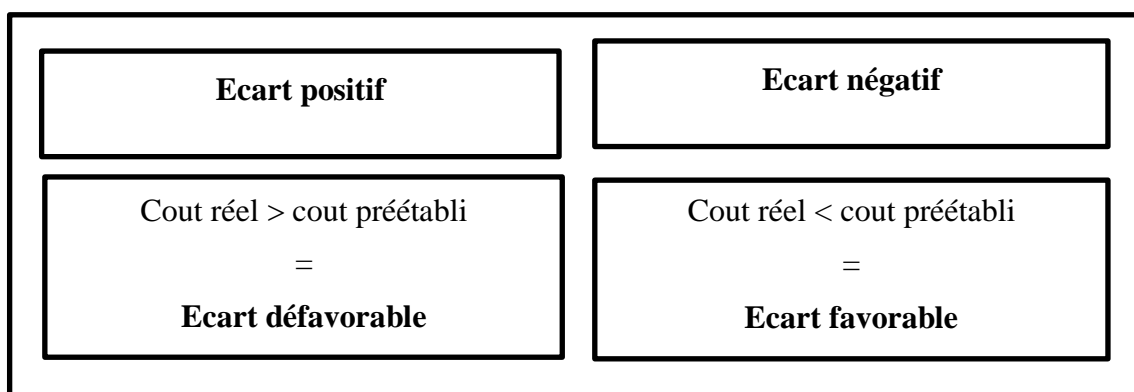 Ecart positif
Ecart négatif
Cout réel > cout préétabli
=
Ecart défavorable
Cout réel < cout préétabli
=
Ecart favorable